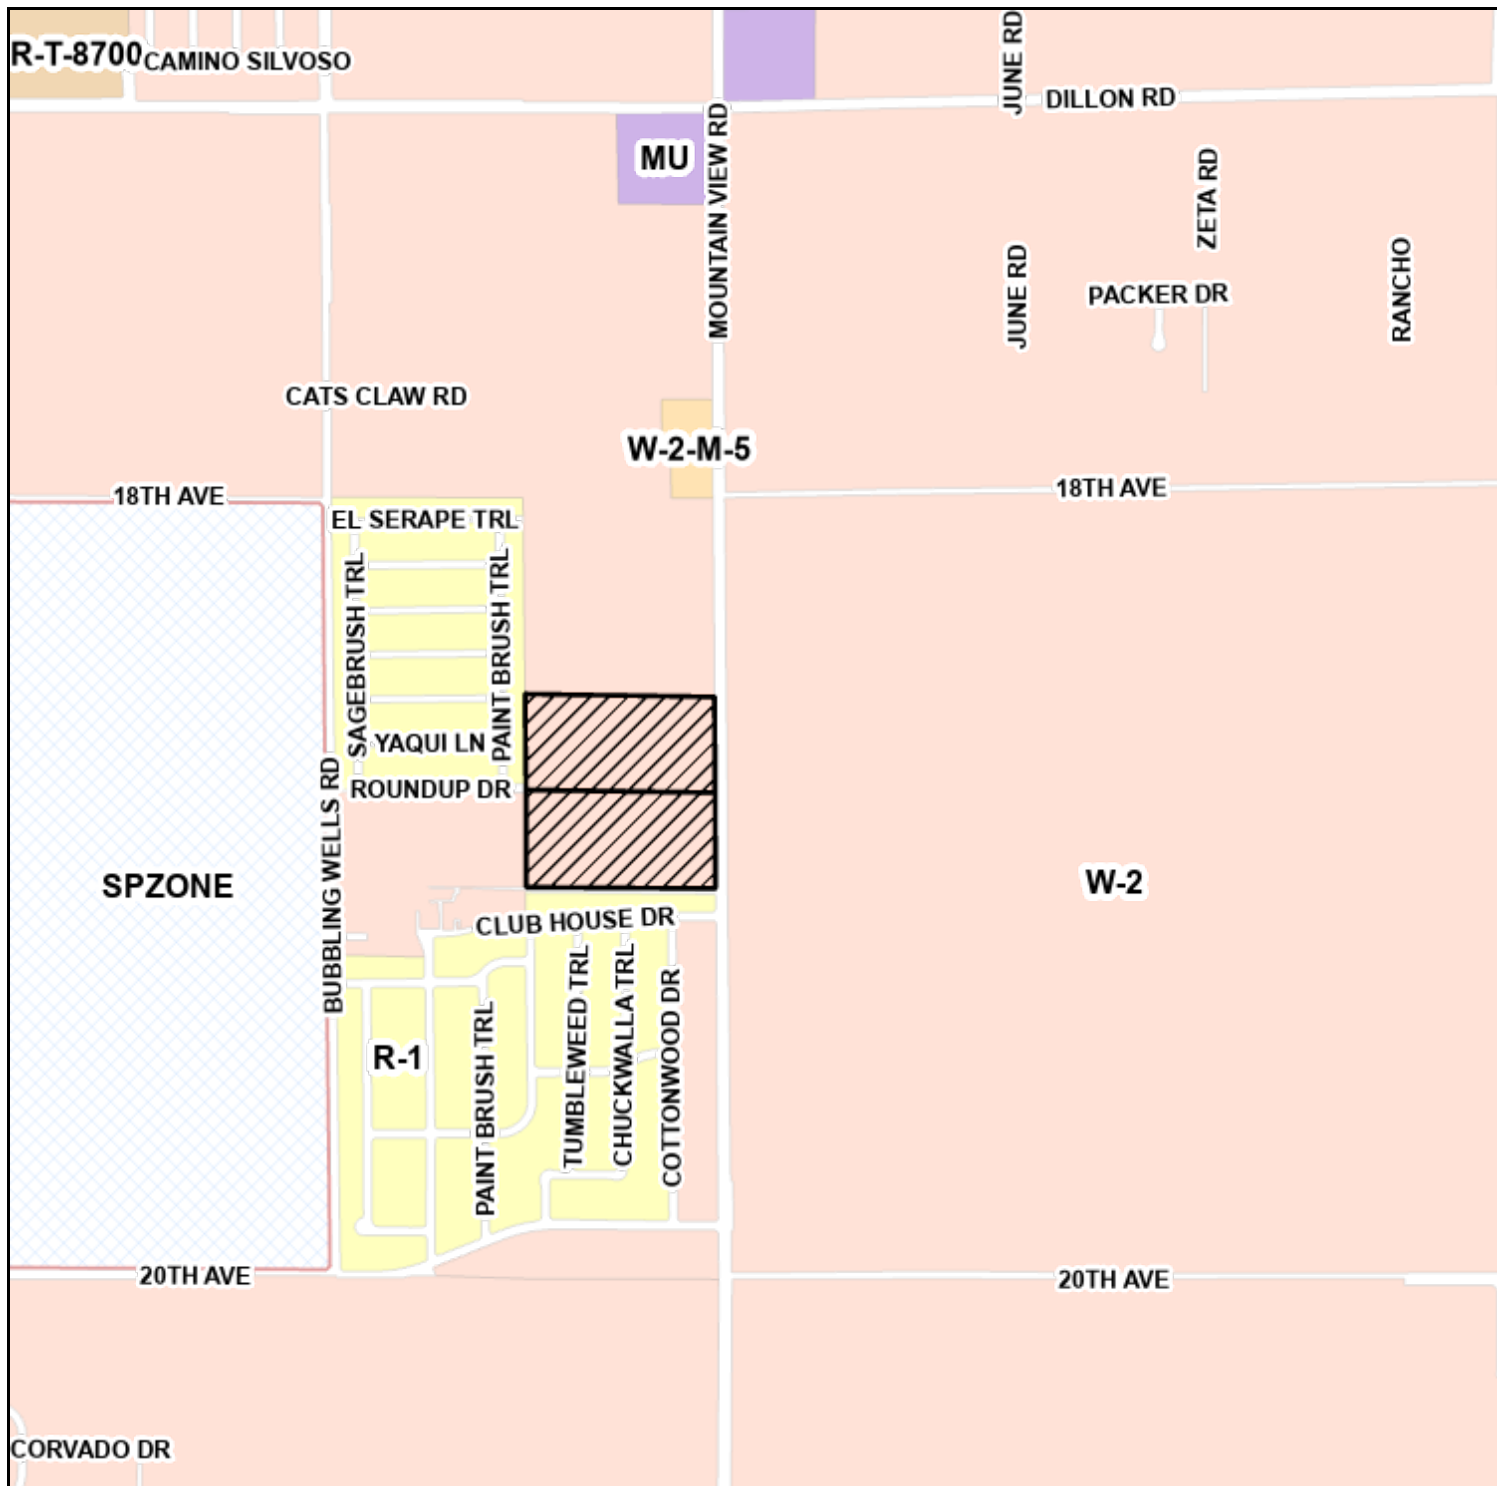 R-T-8700
CAMINO SILVOSO
JUNE RD
DILLON RD
MOUNTAIN VIEW RD
MU
ZETA RD
JUNE RD
PACKER DR
RANCHO
CATS CLAW RD
W-2-M-5
18TH AVE
18TH AVE
EL SERAPE TRL
SAGEBRUSH TRL
PAINT BRUSH TRL
YAQUI LN
ROUNDUP DR
BUBBLING WELLS RD
SPZONE
W-2
CLUB HOUSE DR
TUMBLEWEED TRL
CHUCKWALLA TRL
COTTONWOOD DR
PAINT BRUSH TRL
R-1
20TH AVE
20TH AVE
CORVADO DR